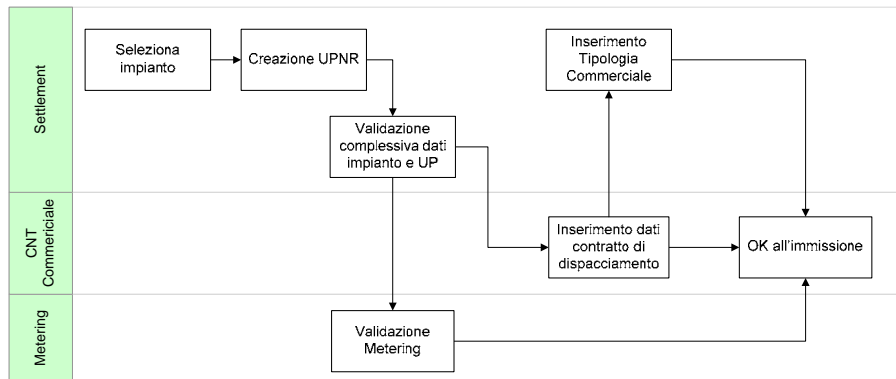 Settlement
Seleziona
impianto
Creazione UPNR
Inserimento
Tipologia
Commerciale
Validazione
complessiva dati
impianto e UP
CNT
Commericiale
Inserimento dati
contratto di
dispacciamento
OK all'immissione
Metering
Validazione
Metering